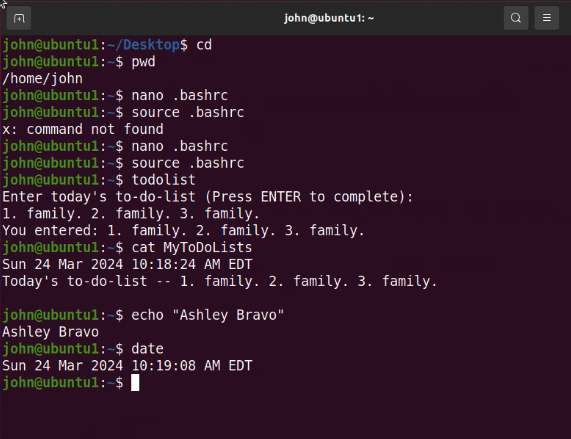 john@ubuntu1: ~
john@ubuntu1:~/Desktop$ cd
john@ubuntu1:~$ pwd
/home/john
john@ubuntu1:~$ nano .bashrc
john@ubuntu1:~$ source .bashrc
x: command not found
john@ubuntu1:~$ nano .bashrc
john@ubuntu1:~$ source .bashrc
john@ubuntu1:~$ todolist
Enter today's to-do-list (Press ENTER to complete):
1. family. 2. family. 3. family.
You entered: 1. family. 2. family. 3. family.
john@ubuntu1:~$ cat MyToDoLists
Sun 24 Mar 2024 10:18:24 AM EDT
Today's to-do-list -- 1. family. 2. family. 3. family.
john@ubuntu1:~$ echo "Ashley Bravo"
Ashley Bravo
john@ubuntu1:~$ date
Sun 24 Mar 2024 10:19:08 AM EDT
john@ubuntu1:~$